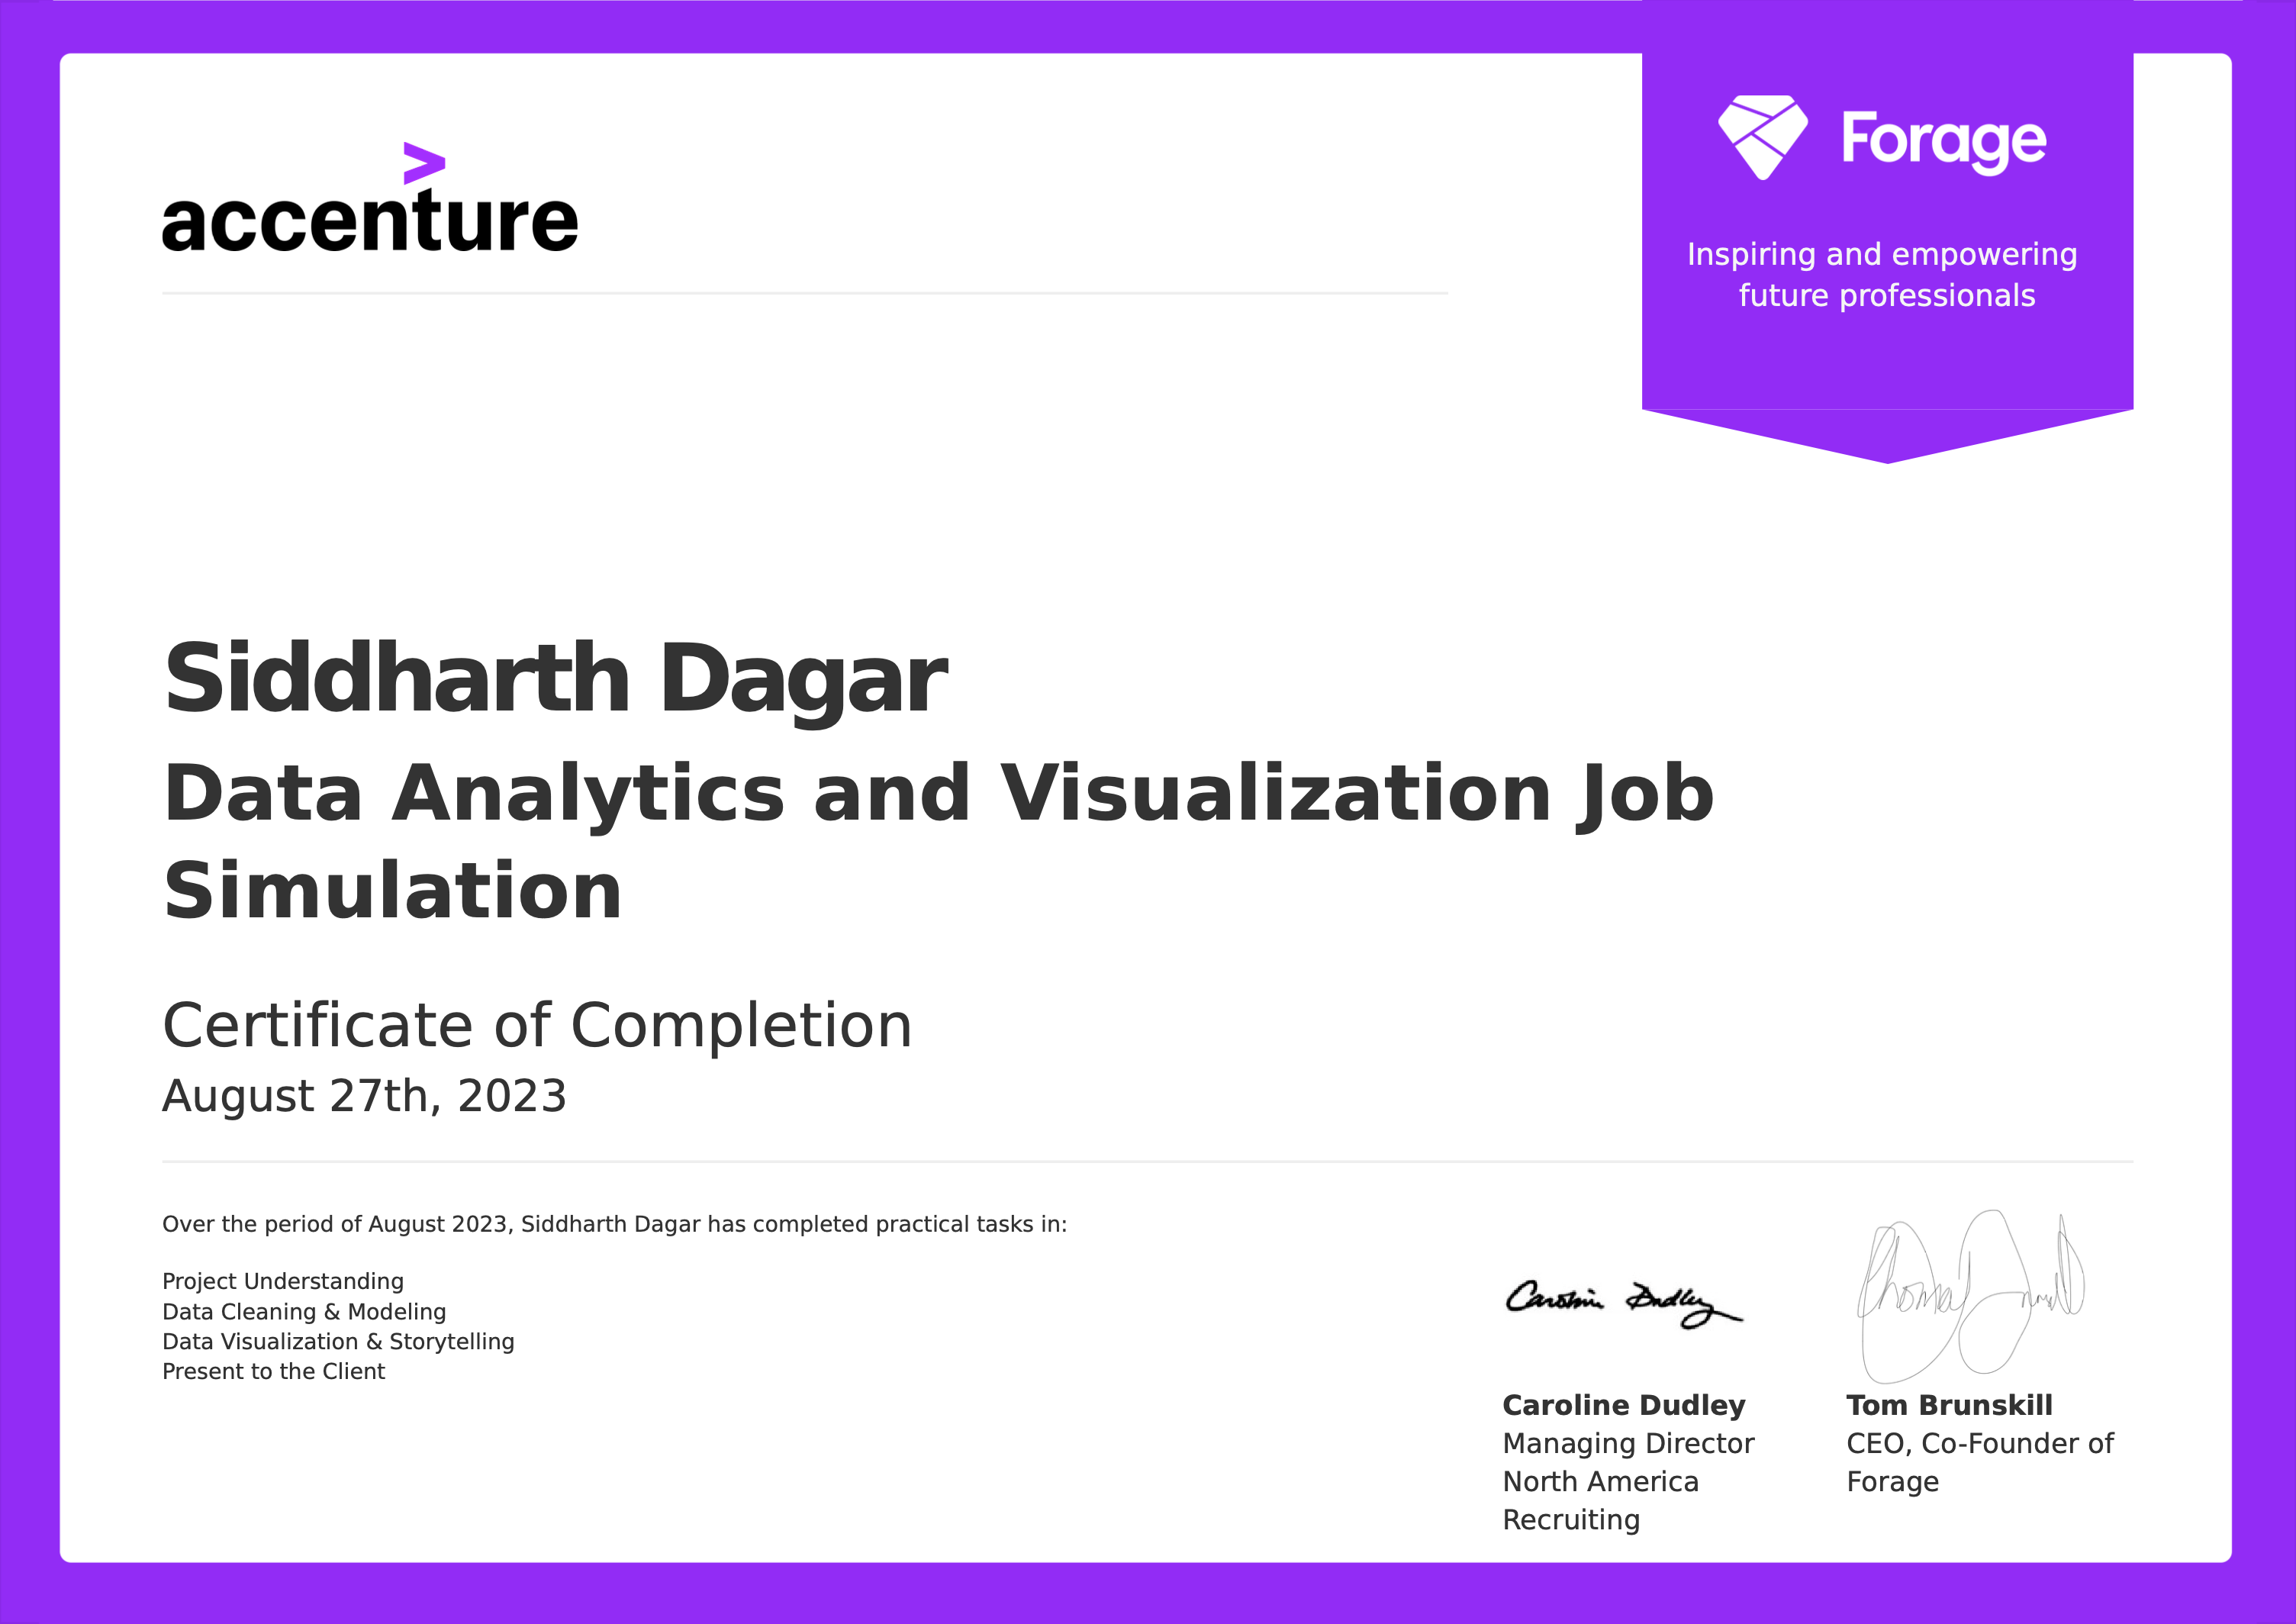 accenture
>
Forage
Inspiring and empowering
future professionals
Siddharth Dagar
Data Analytics and Visualization Job
Simulation
Certificate of Completion
August 27th, 2023
Over the period of August 2023, Siddharth Dagar has completed practical tasks in:
Project Understanding
Data Cleaning & Modeling
Data Visualization & Storytelling
Present to the Client
Caroline Dudley
Caroline Dudley
Managing Director
North America
Recruiting
Tom Brunskill
CEO, Co-Founder of
Forage